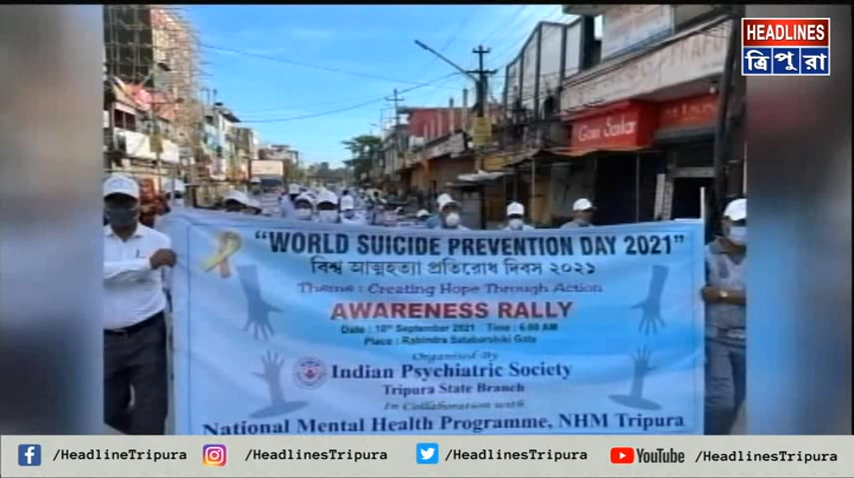 HEADLINES
ত্রিপুরা
Gouri Sastar
"WORLD SUICIDE PREVENTION DAY 2021"
বিশ্ব আত্মহত্যা প্রতিরোধ দিবস ২০২১
Theme : Creating Hope Through Action
AWARENESS RALLY
Date : 10th September 2021 Time : 6:00 AM
Place : Rabindra Satabarshiki Gate
Organised By
Indian Psychiatric Society
Tripura State Branch
In Collaboration with
National Mental Health Programme, NHM Tripura
/HeadlineTripura
/HeadlinesTripura
/HeadlinesTripura
YouTube /HeadlinesTripura